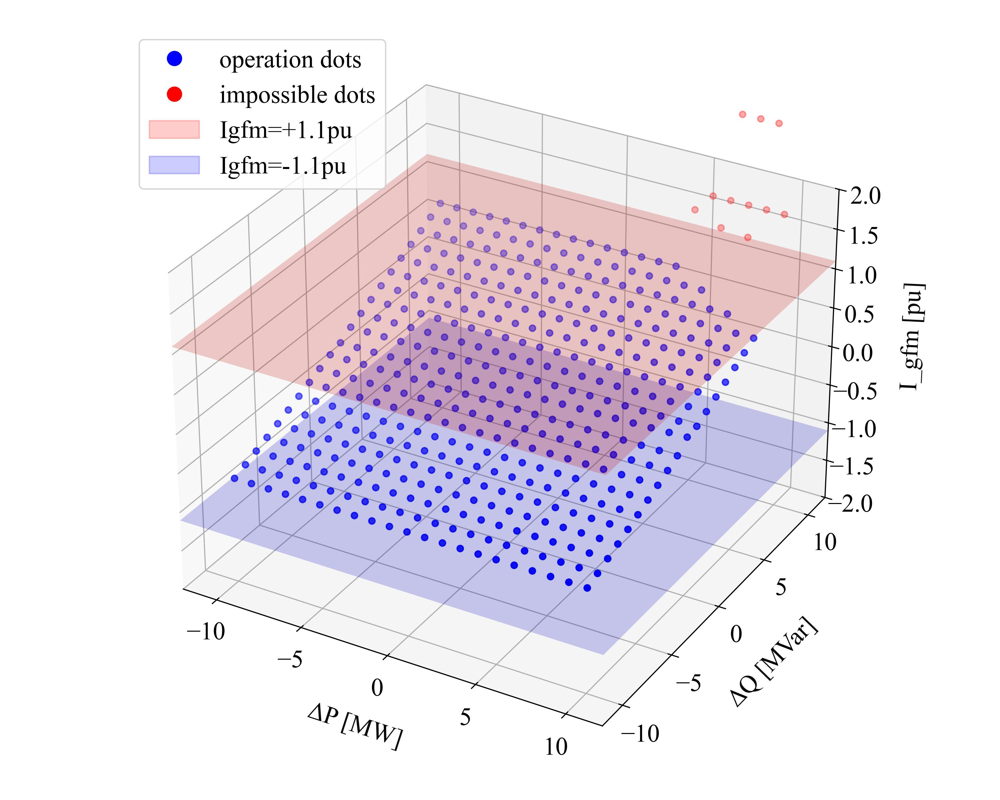 operation dots
impossible dots
Igfm=+1.1pu
Igfm=-1.1pu
2.0
1.5
1.0
0.5
0.0
−0.5
−1.0
−1.5
−2.0
I_gfm [pu]
10
5
0
−5
−10
ΔQ [MVar]
−10
−5
0
5
10
ΔP [MW]